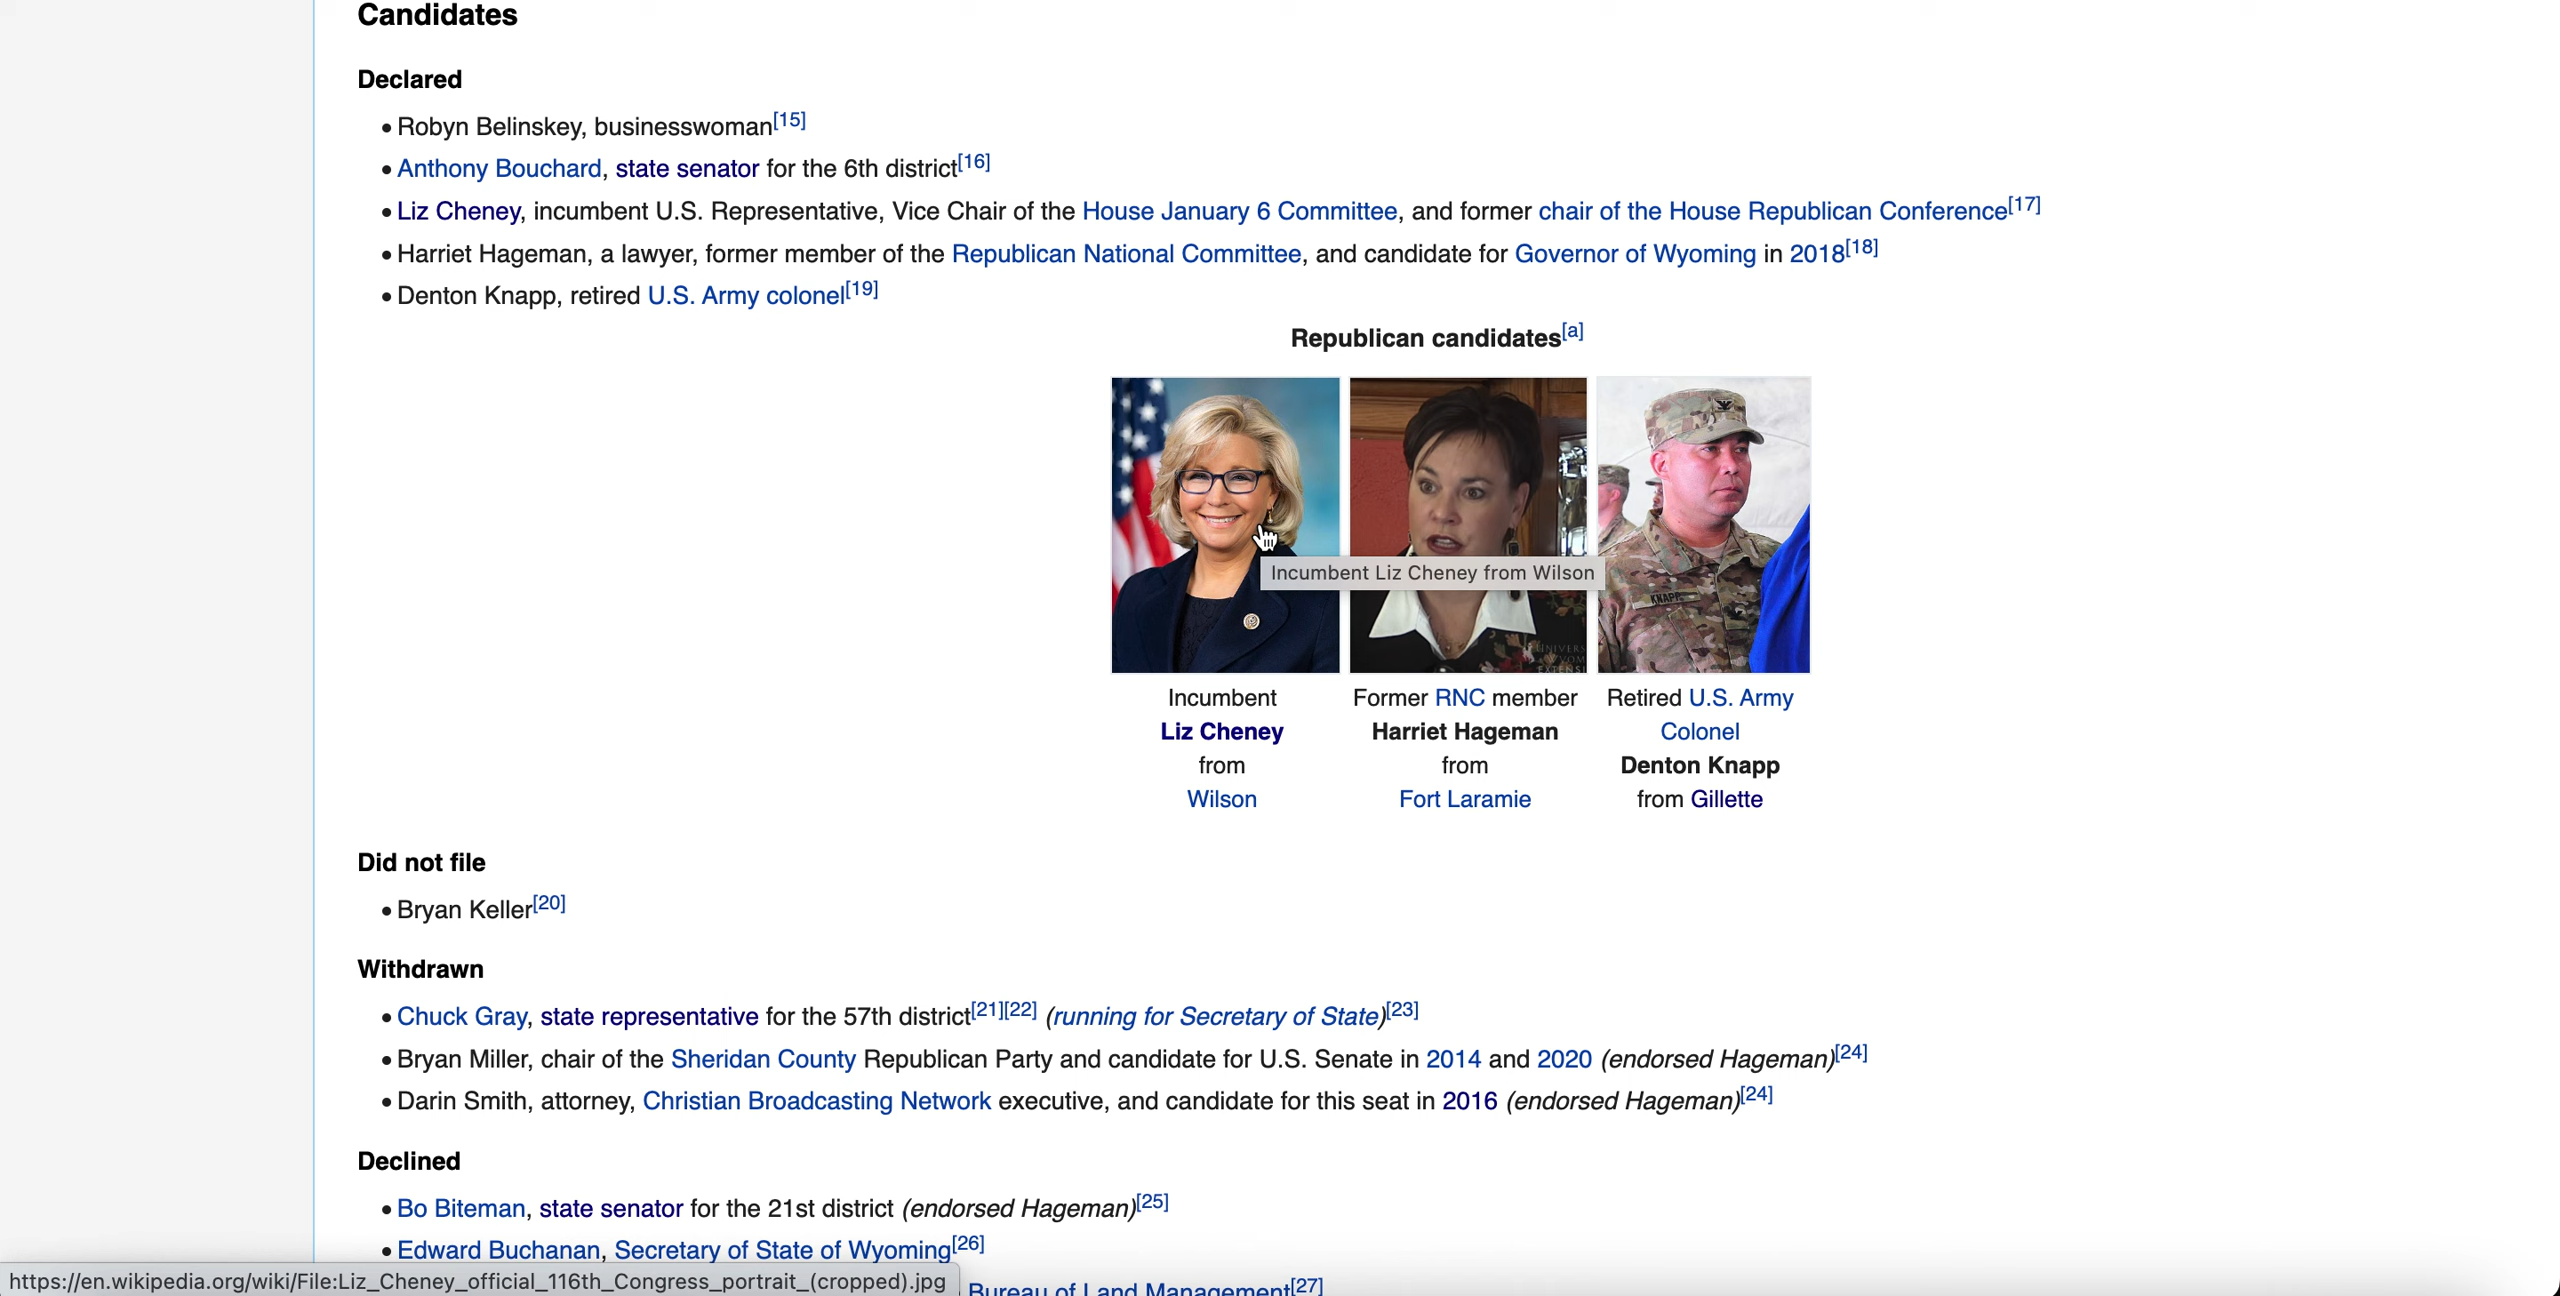 Candidates
Declared
• Robyn Belinskey, businesswoman[15]
• Anthony Bouchard, state senator for the 6th district[16]
• Liz Cheney, incumbent U.S. Representative, Vice Chair of the House January 6 Committee, and former chair of the House Republican Conference[17]
• Harriet Hageman, a lawyer, former member of the Republican National Committee, and candidate for Governor of Wyoming in 2018[18]
• Denton Knapp, retired U.S. Army colonel[19]
Republican candidates[a]
KNAPP
Incumbent Liz Cheney from Wilson
Incumbent
Liz Cheney
from
Wilson
Former RNC member
Harriet Hageman
from
Fort Laramie
Retired U.S. Army
Colonel
Denton Knapp
from Gillette
Did not file
• Bryan Keller[20]
Withdrawn
• Chuck Gray, state representative for the 57th district[21][22] (running for Secretary of State)[23]
• Bryan Miller, chair of the Sheridan County Republican Party and candidate for U.S. Senate in 2014 and 2020 (endorsed Hageman)[24]
• Darin Smith, attorney, Christian Broadcasting Network executive, and candidate for this seat in 2016 (endorsed Hageman)[24]
Declined
• Bo Biteman, state senator for the 21st district (endorsed Hageman)[25]
• Edward Buchanan, Secretary of State of Wyoming[26]
Bureau of Land Management[27]
https://en.wikipedia.org/wiki/File:Liz_Cheney_official_116th_Congress_portrait_(cropped).jpg